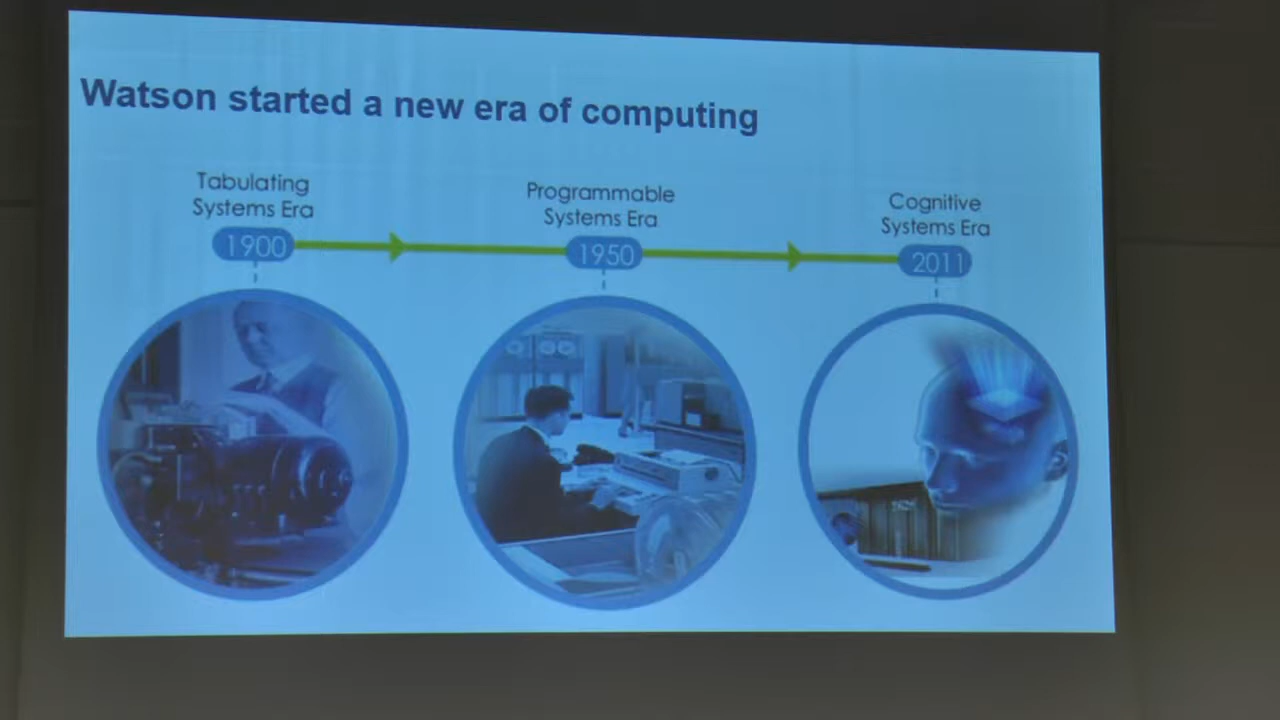 Watson started a new era of computing
Tabulating
Systems Era
1900
Programmable
Systems Era
1950
Cognitive
Systems Era
2011